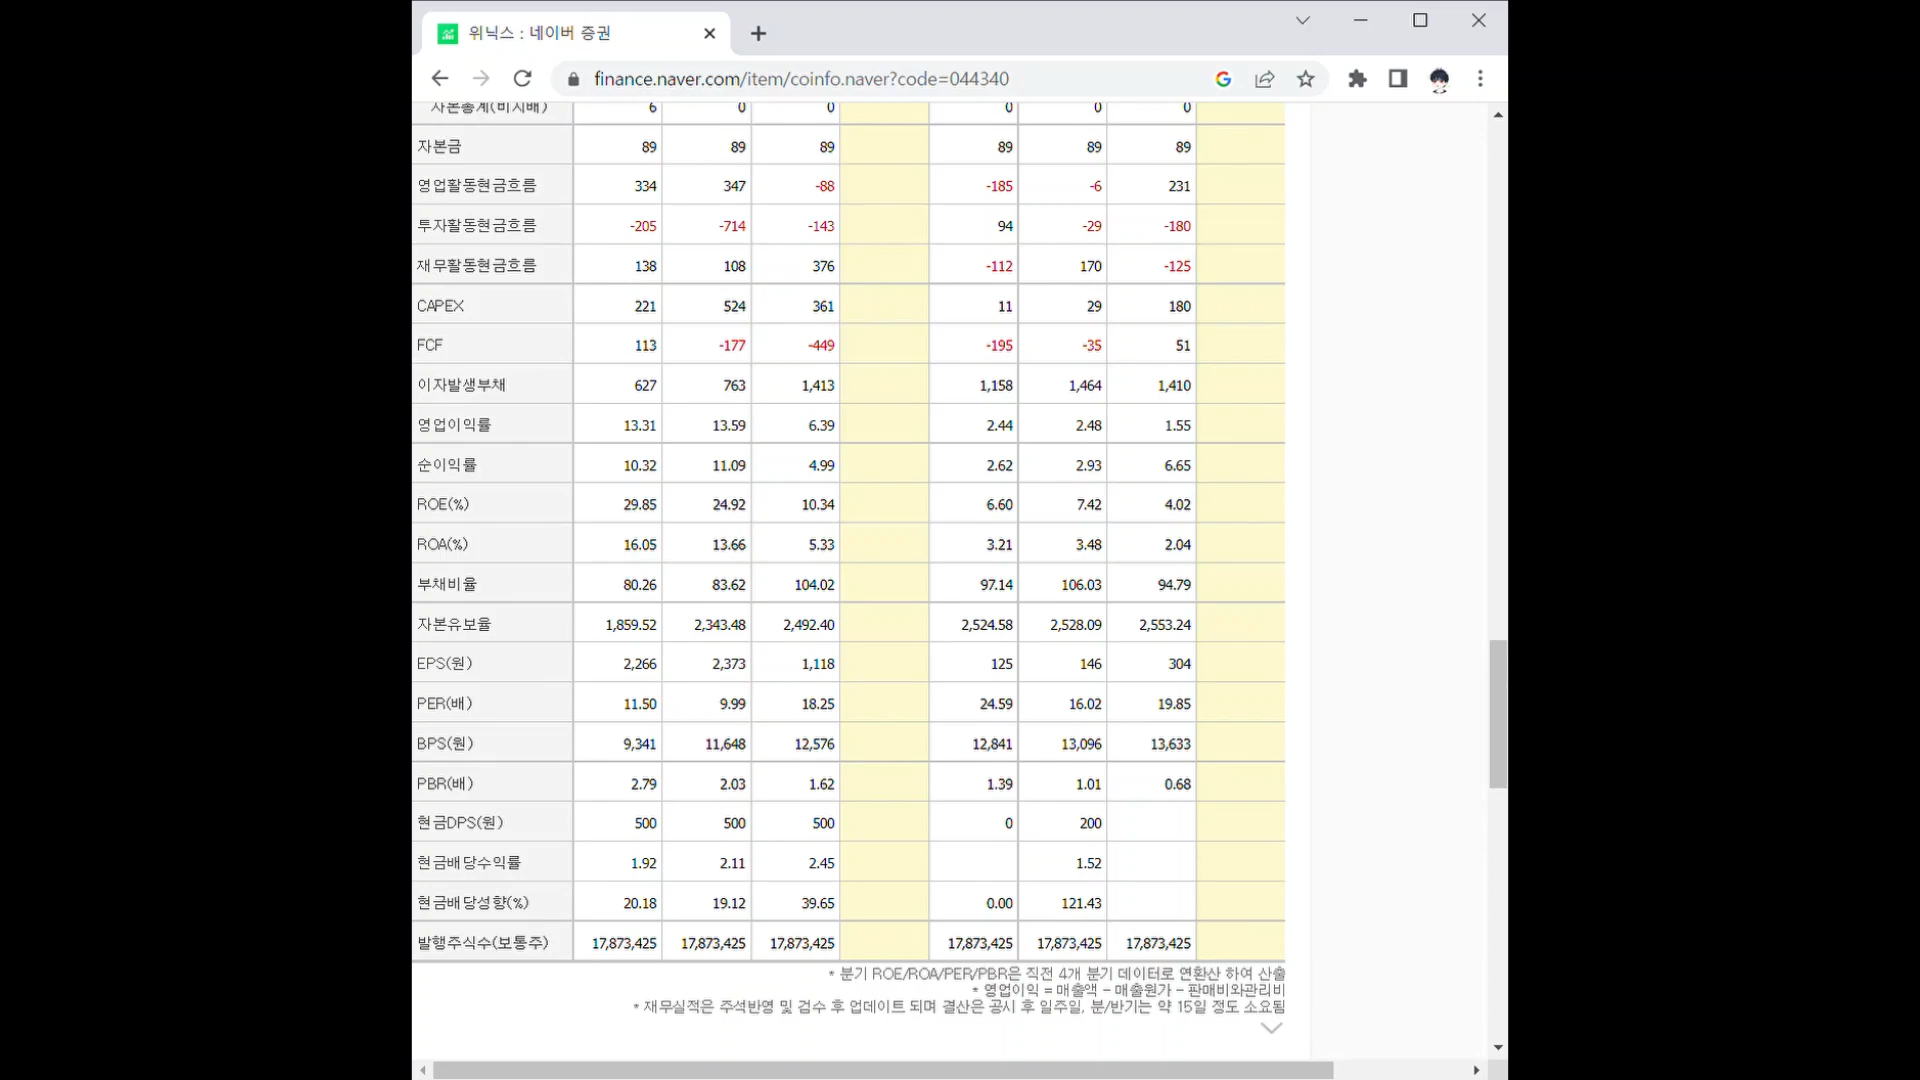 위닉스 : 네이버 증권
finance.naver.com/item/coinfo.naver?code=044340
자본총계(비지배) 6 0 0 0 0 0
자본금 89 89 89 89 89 89
영업활동현금흐름 334 347 -88 -185 -6 231
투자활동현금흐름 -205 -714 -143 94 -29 -180
재무활동현금흐름 138 108 376 -112 170 -125
CAPEX 221 524 361 11 29 180
FCF 113 -177 -449 -195 -35 51
이자발생부채 627 763 1,413 1,158 1,464 1,410
영업이익률 13.31 13.59 6.39 2.44 2.48 1.55
순이익률 10.32 11.09 4.99 2.62 2.93 6.65
ROE(%) 29.85 24.92 10.34 6.60 7.42 4.02
ROA(%) 16.05 13.66 5.33 3.21 3.48 2.04
부채비율 80.26 83.62 104.02 97.14 106.03 94.79
자본유보율 1,859.52 2,343.48 2,492.40 2,524.58 2,528.09 2,553.24
EPS(원) 2,266 2,373 1,118 125 146 304
PER(배) 11.50 9.99 18.25 24.59 16.02 19.85
BPS(원) 9,341 11,648 12,576 12,841 13,096 13,633
PBR(배) 2.79 2.03 1.62 1.39 1.01 0.68
현금DPS(원) 500 500 500 0 200
현금배당수익률 1.92 2.11 2.45 1.52
현금배당성향(%) 20.18 19.12 39.65 0.00 121.43
발행주식수(보통주) 17,873,425 17,873,425 17,873,425 17,873,425 17,873,425 17,873,425
* 분기 ROE/ROA/PER/PBR은 직전 4개 분기 데이터로 연환산 하여 산출
* 영업이익 = 매출액 - 매출원가 - 판매비와관리비
* 재무실적은 주석반영 및 검수 후 업데이트 되며 결산은 공시 후 일주일, 분/반기는 약 15일 정도 소요됨